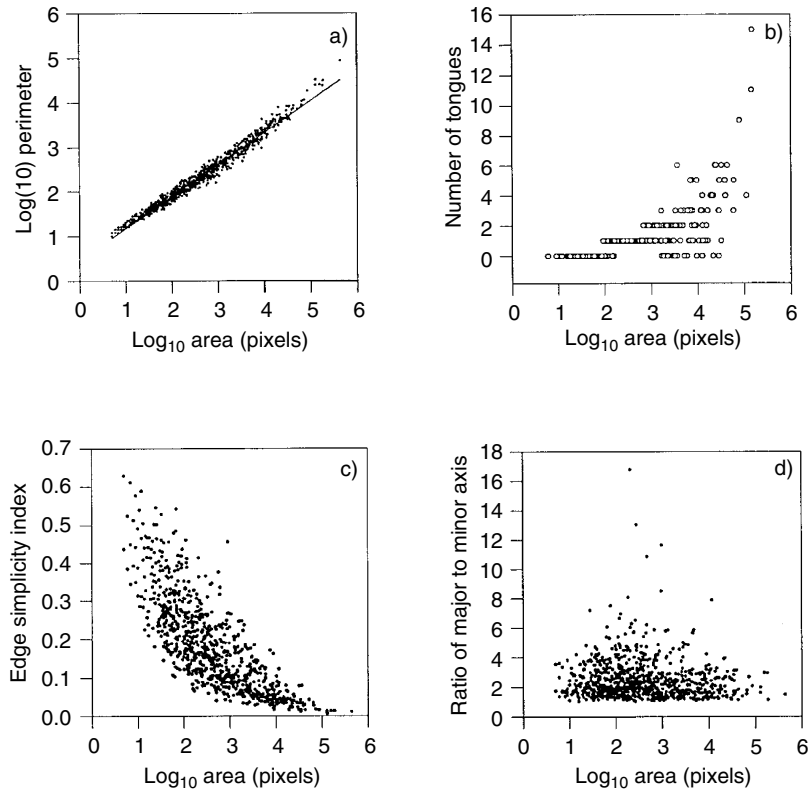 a)
Log(10) perimeter
6
5
4
3
2
1
0
0 1 2 3 4 5 6
Log10 area (pixels)
b)
Number of tongues
16
14
12
10
8
6
4
2
0
0 1 2 3 4 5 6
Log10 area (pixels)
c)
Edge simplicity index
0.7
0.6
0.5
0.4
0.3
0.2
0.1
0.0
0 1 2 3 4 5 6
Log10 area (pixels)
d)
Ratio of major to minor axis
18
16
14
12
10
8
6
4
2
0
0 1 2 3 4 5 6
Log10 area (pixels)